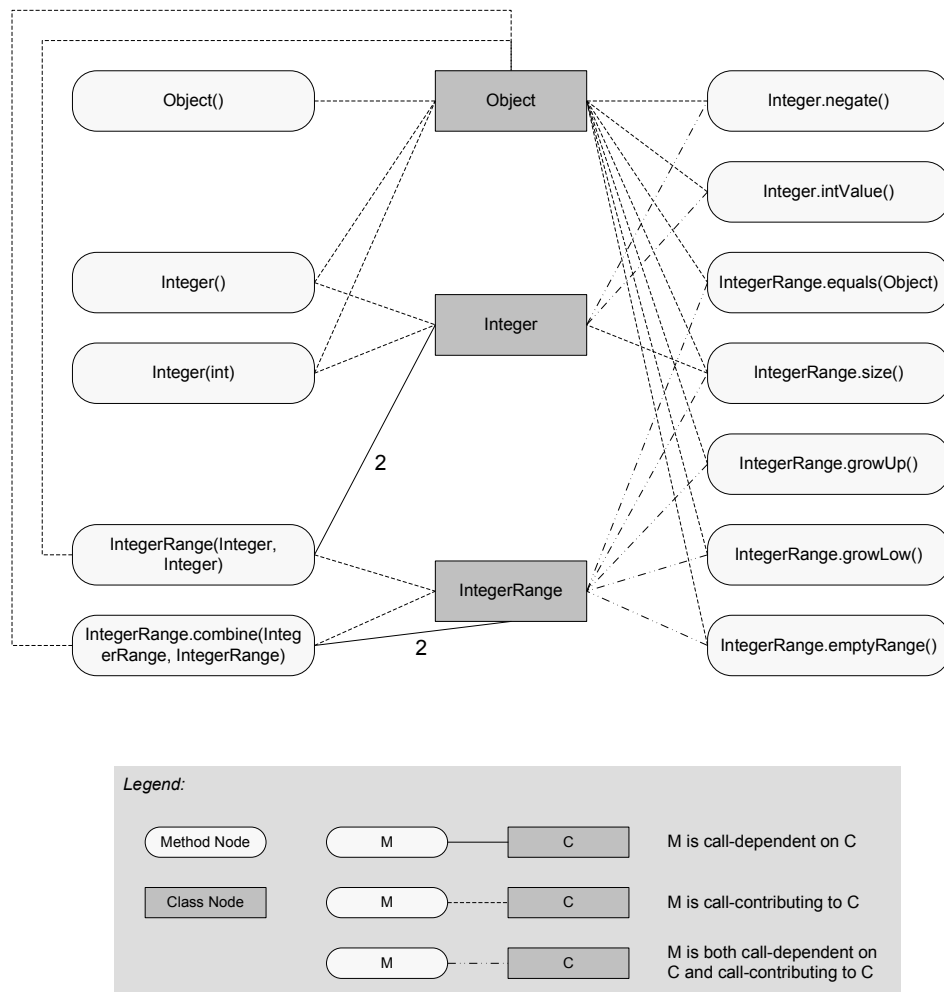 Object()
Object
Integer.negate()
Integer.intValue()
Integer()
IntegerRange.equals(Object)
Integer
Integer(int)
IntegerRange.size()
2
IntegerRange.growUp()
IntegerRange(Integer,
Integer)
IntegerRange.growLow()
IntegerRange
IntegerRange.combine(Integ
erRange, IntegerRange)
2
IntegerRange.emptyRange()
Legend:
Method Node
M
C
M is call-dependent on C
Class Node
M
C
M is call-contributing to C
M
C
M is both call-dependent on
C and call-contributing to C